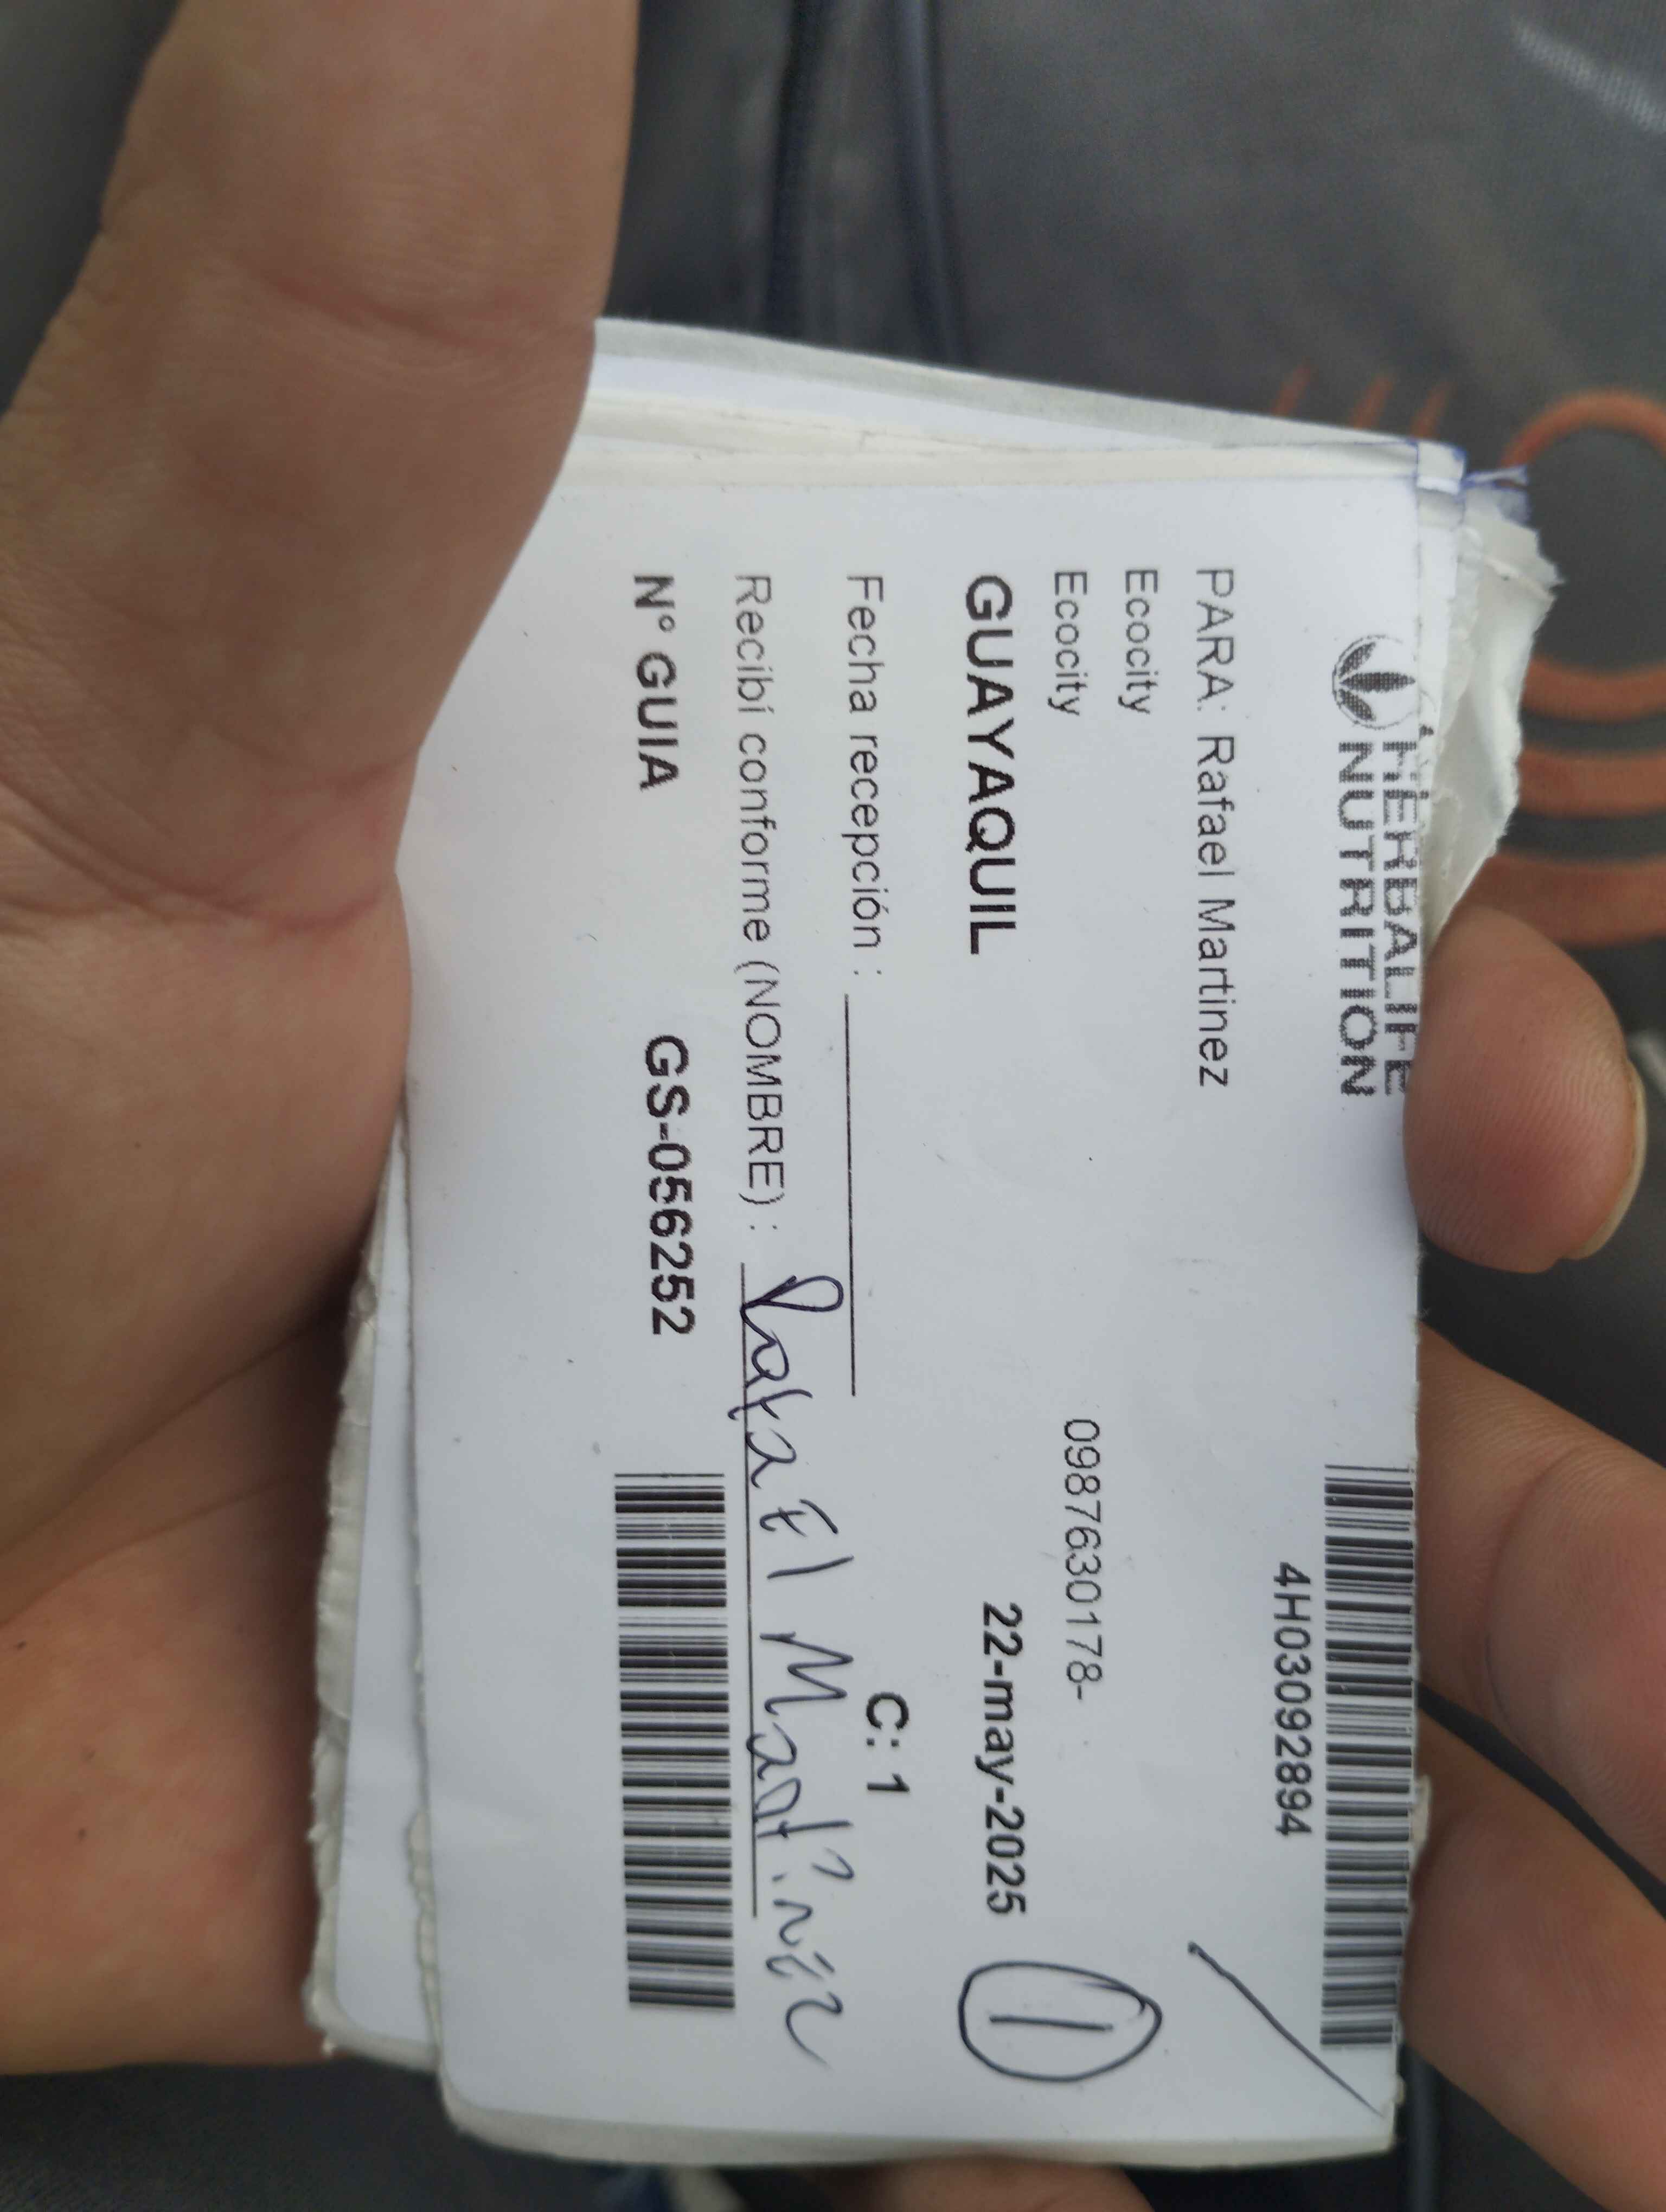 HERBALIFE
NUTRITION
4H03092894
PARA: Rafael Martinez
Ecocity
Ecocity 0987630178-
GUAYAQUIL 22-may-2025 1
Fecha recepción : C: 1
Recibí conforme (NOMBRE) : Rafael Martinez
N° GUIA GS-056252